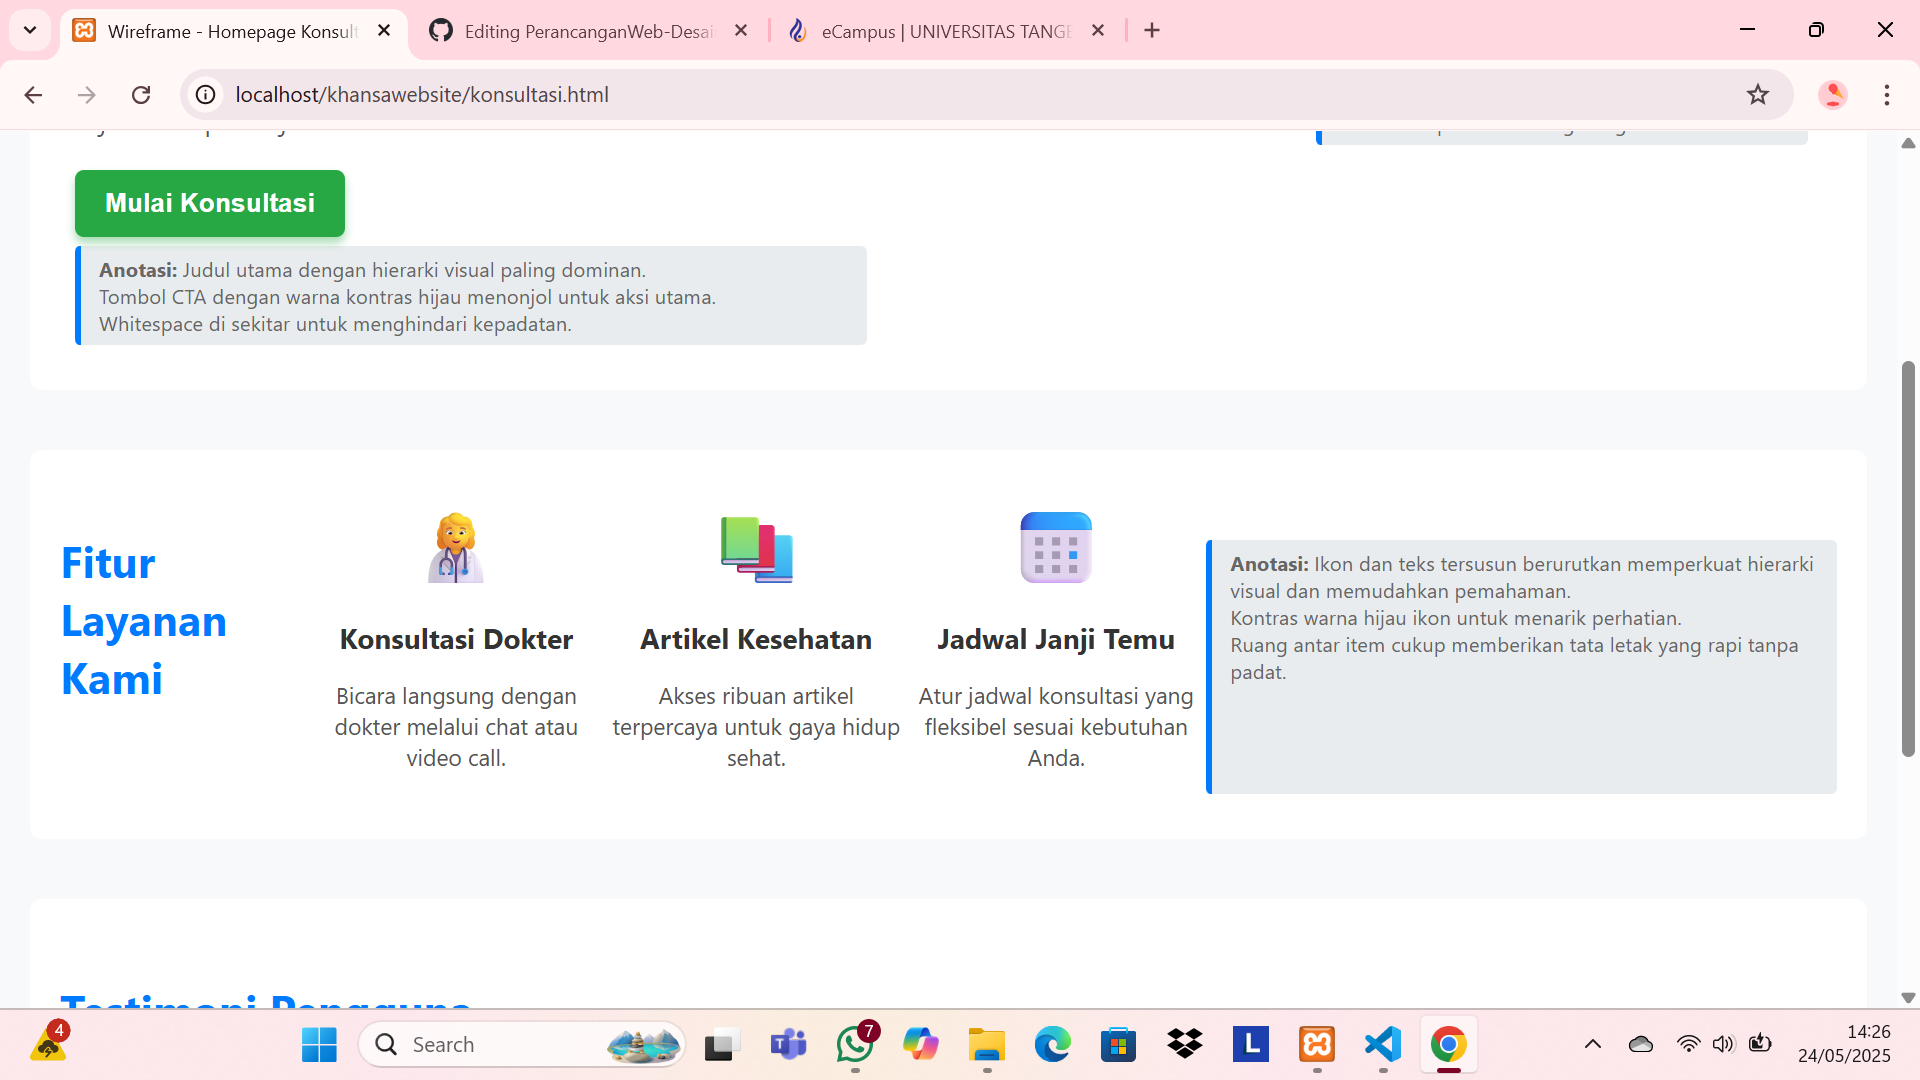 Wireframe - Homepage Konsult
Editing PerancanganWeb-Desai
eCampus | UNIVERSITAS TANGE
localhost/khansawebsite/konsultasi.html
Mulai Konsultasi
Anotasi: Judul utama dengan hierarki visual paling dominan.
Tombol CTA dengan warna kontras hijau menonjol untuk aksi utama.
Whitespace di sekitar untuk menghindari kepadatan.
Fitur
Layanan
Kami
Konsultasi Dokter
Bicara langsung dengan
dokter melalui chat atau
video call.
Artikel Kesehatan
Akses ribuan artikel
terpercaya untuk gaya hidup
sehat.
Jadwal Janji Temu
Atur jadwal konsultasi yang
fleksibel sesuai kebutuhan
Anda.
Anotasi: Ikon dan teks tersusun berurutkan memperkuat hierarki
visual dan memudahkan pemahaman.
Kontras warna hijau ikon untuk menarik perhatian.
Ruang antar item cukup memberikan tata letak yang rapi tanpa
padat.
Testimoni Pengguna
4
Search
7
L
14:26
24/05/2025